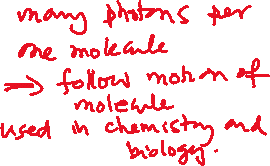 many photons per
one molecule
⇒ follow motion of
molecule
used in chemistry and
biology.